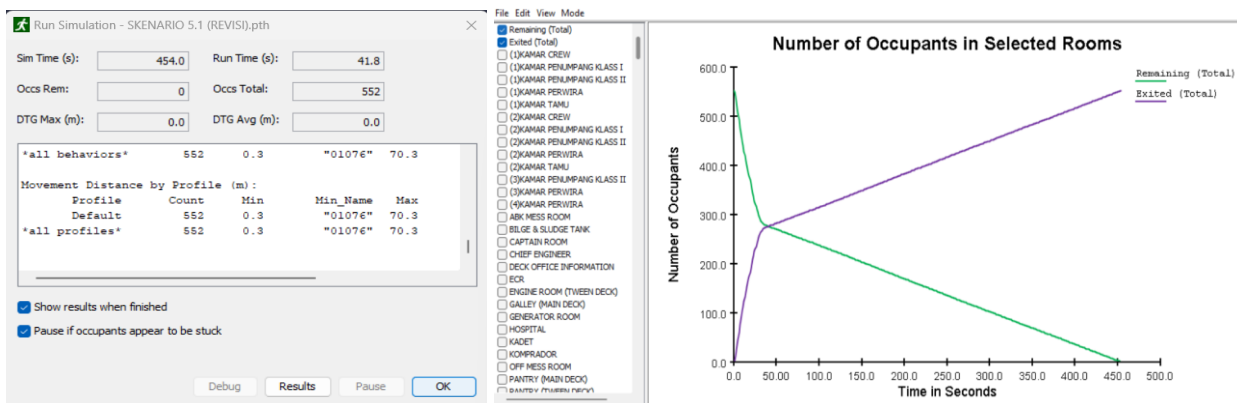 Run Simulation - SKENARIO 5.1 (REVISI).pth
Sim Time (s): 454.0 Run Time (s): 41.8
Occs Rem: 0 Occs Total: 552
DTG Max (m): 0.0 DTG Avg (m): 0.0
*all behaviors* 552 0.3 "01076" 70.3
Movement Distance by Profile (m):
Profile Count Min Min_Name Max
Default 552 0.3 "01076" 70.3
*all profiles* 552 0.3 "01076" 70.3
Show results when finished
Pause if occupants appear to be stuck
Debug Results Pause OK
File Edit View Mode
Remaining (Total)
Exited (Total)
(1)KAMAR CREW
(1)KAMAR PENUMPANG KLASS I
(1)KAMAR PENUMPANG KLASS II
(1)KAMAR PERWIRA
(1)KAMAR TAMU
(2)KAMAR CREW
(2)KAMAR PENUMPANG KLASS I
(2)KAMAR PENUMPANG KLASS II
(2)KAMAR PERWIRA
(2)KAMAR TAMU
(3)KAMAR PENUMPANG KLASS II
(3)KAMAR PERWIRA
(4)KAMAR PERWIRA
ABK MESS ROOM
BILGE & SLUDGE TANK
CAPTAIN ROOM
CHIEF ENGINEER
DECK OFFICE INFORMATION
ECR
ENGINE ROOM (TWEEN DECK)
GALLEY (MAIN DECK)
GENERATOR ROOM
HOSPITAL
KADET
KOMPRADOR
OFF MESS ROOM
PANTRY (MAIN DECK)
PANTRY (TWEEN DECK)
Number of Occupants in Selected Rooms
Remaining (Total)
Exited (Total)
Number of Occupants
600.0
500.0
400.0
300.0
200.0
100.0
0.0
0.0 50.00 100.0 150.0 200.0 250.0 300.0 350.0 400.0 450.0 500.0
Time in Seconds